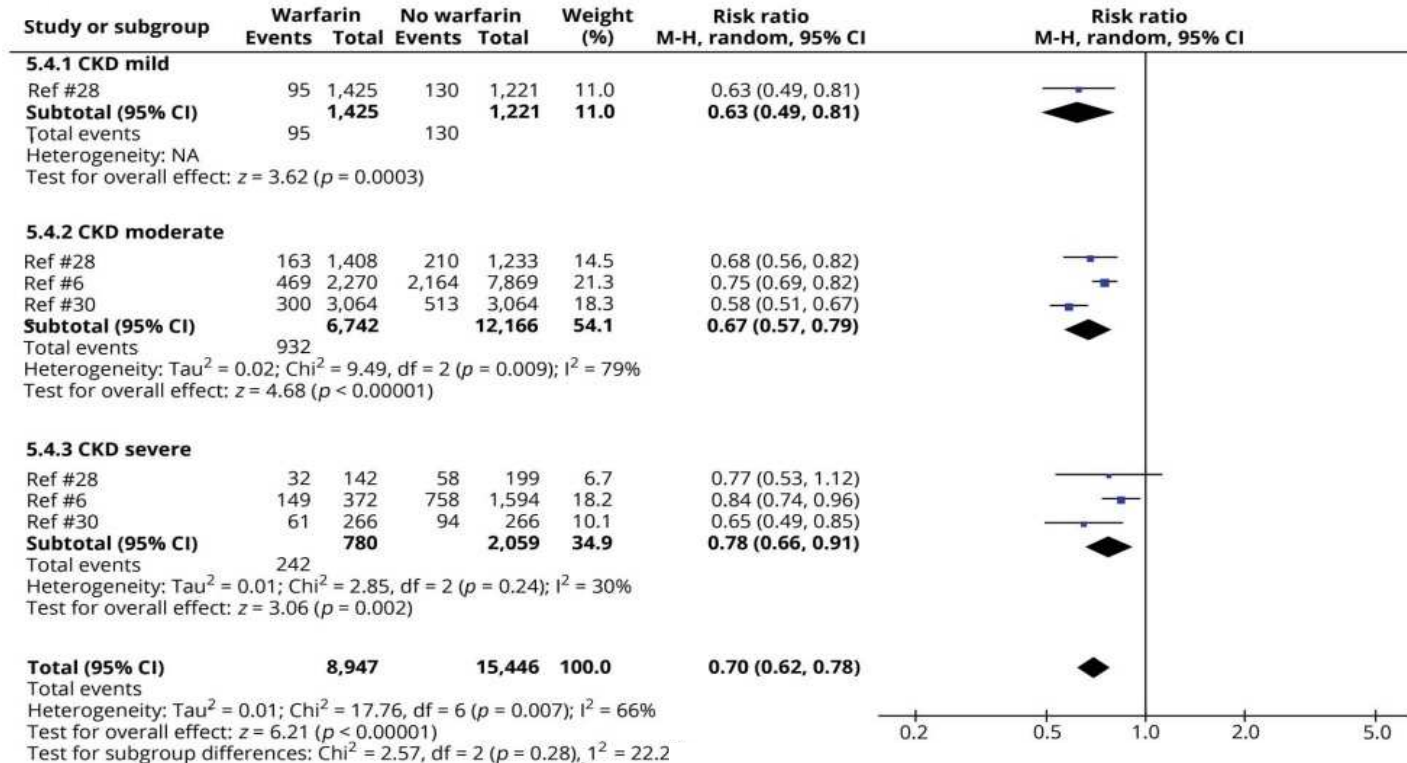 Study or subgroup Warfarin No warfarin Weight Risk ratio Risk ratio
Events Total Events Total (%) M-H, random, 95% CI M-H, random, 95% CI
5.4.1 CKD mild
Ref #28 95 1,425 130 1,221 11.0 0.63 (0.49, 0.81)
Subtotal (95% CI) 1,425 1,221 11.0 0.63 (0.49, 0.81)
Total events 95 130
Heterogeneity: NA
Test for overall effect: z = 3.62 (p = 0.0003)
5.4.2 CKD moderate
Ref #28 163 1,408 210 1,233 14.5 0.68 (0.56, 0.82)
Ref #6 469 2,270 2,164 7,869 21.3 0.75 (0.69, 0.82)
Ref #30 300 3,064 513 3,064 18.3 0.58 (0.51, 0.67)
Subtotal (95% CI) 6,742 12,166 54.1 0.67 (0.57, 0.79)
Total events 932
Heterogeneity: Tau² = 0.02; Chi² = 9.49, df = 2 (p = 0.009); I² = 79%
Test for overall effect: z = 4.68 (p < 0.00001)
5.4.3 CKD severe
Ref #28 32 142 58 199 6.7 0.77 (0.53, 1.12)
Ref #6 149 372 758 1,594 18.2 0.84 (0.74, 0.96)
Ref #30 61 266 94 266 10.1 0.65 (0.49, 0.85)
Subtotal (95% CI) 780 2,059 34.9 0.78 (0.66, 0.91)
Total events 242
Heterogeneity: Tau² = 0.01; Chi² = 2.85, df = 2 (p = 0.24); I² = 30%
Test for overall effect: z = 3.06 (p = 0.002)
Total (95% CI) 8,947 15,446 100.0 0.70 (0.62, 0.78)
Total events
Heterogeneity: Tau² = 0.01; Chi² = 17.76, df = 6 (p = 0.007); I² = 66%
Test for overall effect: z = 6.21 (p < 0.00001)
Test for subgroup differences: Chi² = 2.57, df = 2 (p = 0.28), 1² = 22.2
0.2 0.5 1.0 2.0 5.0